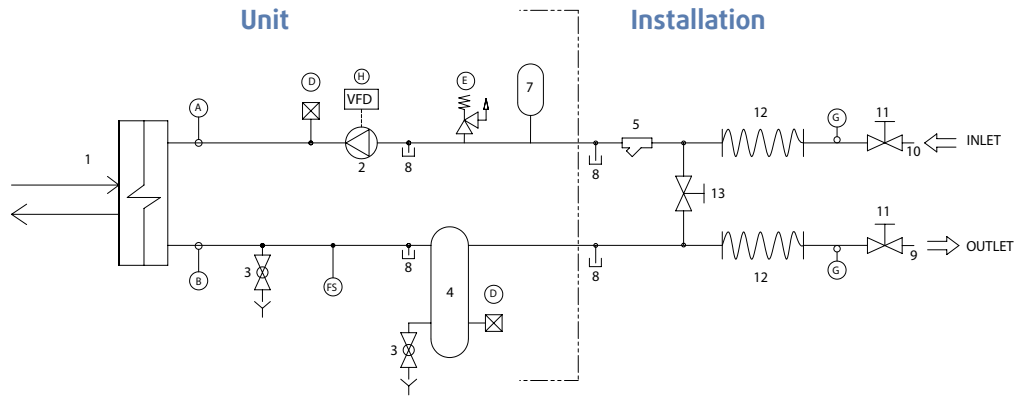 Unit
Installation
D
H
VFD
E
7
A
5
12
G
11
1
2
8
8
10
INLET
13
11
8
8
9
OUTLET
B
3
FS
4
D
12
G
3